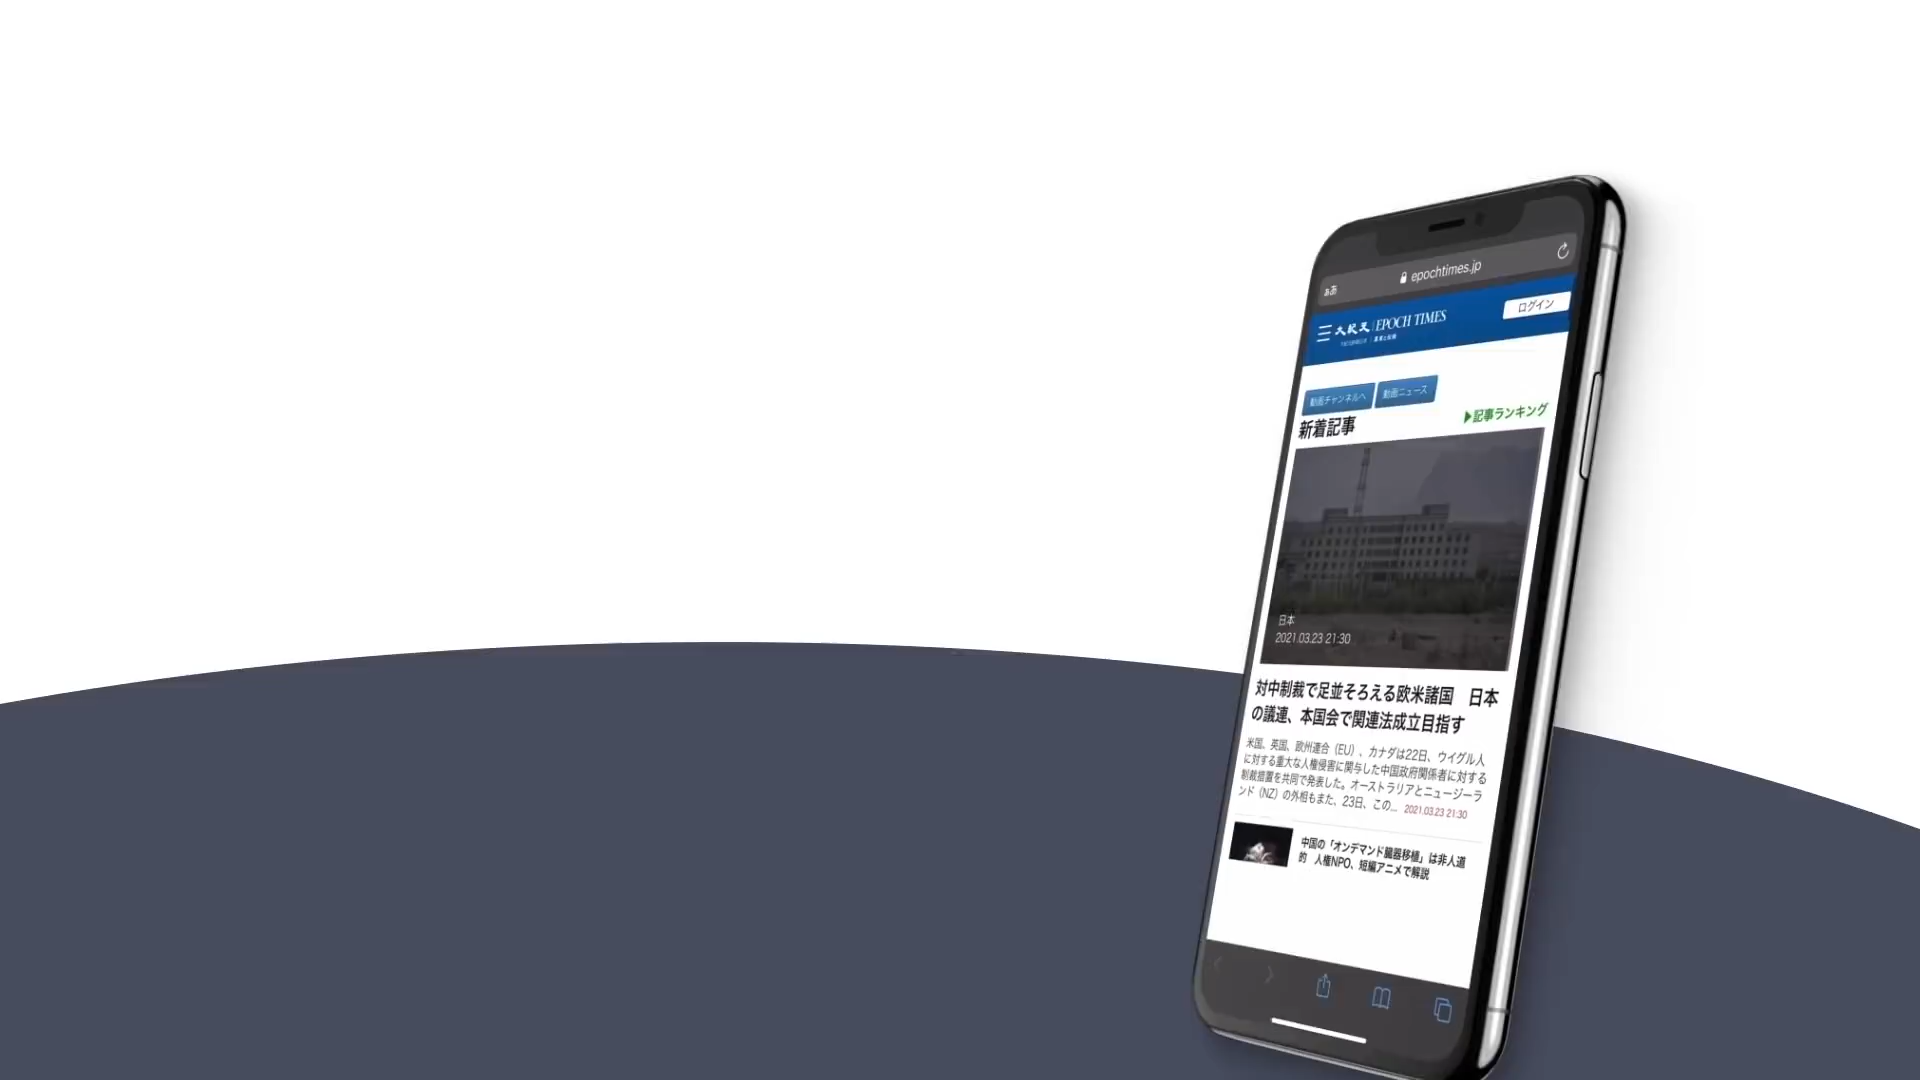 ぁあ
epochtimes.jp
大紀元 EPOCH TIMES
ログイン
動画チャンネルへ
動画ニュース
新着記事
▶記事ランキング
日本
2021.03.23 21:30
対中制裁で足並そろえる欧米諸国　日本
の議連、本国会で関連法成立目指す
米国、英国、欧州連合（EU）、カナダは22日、ウイグル人
に対する重大な人権侵害に関与した中国政府関係者に対する
制裁措置を共同で発表した。オーストラリアとニュージーラ
ンド（NZ）の外相もまた、23日、この... 2021.03.23 21:30
中国の「オンデマンド臓器移植」は非人道
的　人権NPO、短編アニメで解説